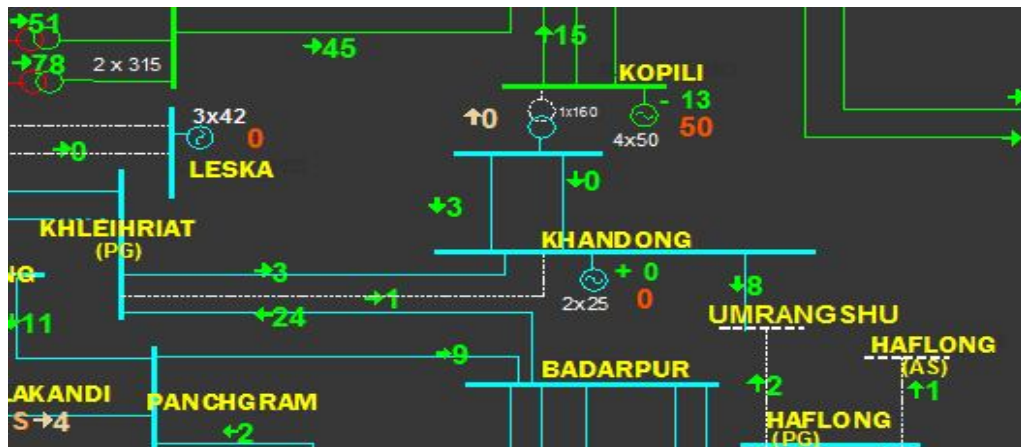 →51
→45
↑15
→78
2 x 315
KOPILI
3x42
↑0
1x160
- 13
50
4x50
→0
0
LESKA
↓0
↓3
KHLEIHRIAT
(PG)
KHANDONG
NG
→3
+ 0
0
2x25
↓8
→1
←24
↓11
UMRANGSHU
HAFLONG
(AS)
→9
BADARPUR
LAKANDI
PANCHGRAM
↑2
↑1
S→4
←2
HAFLONG
(PG)